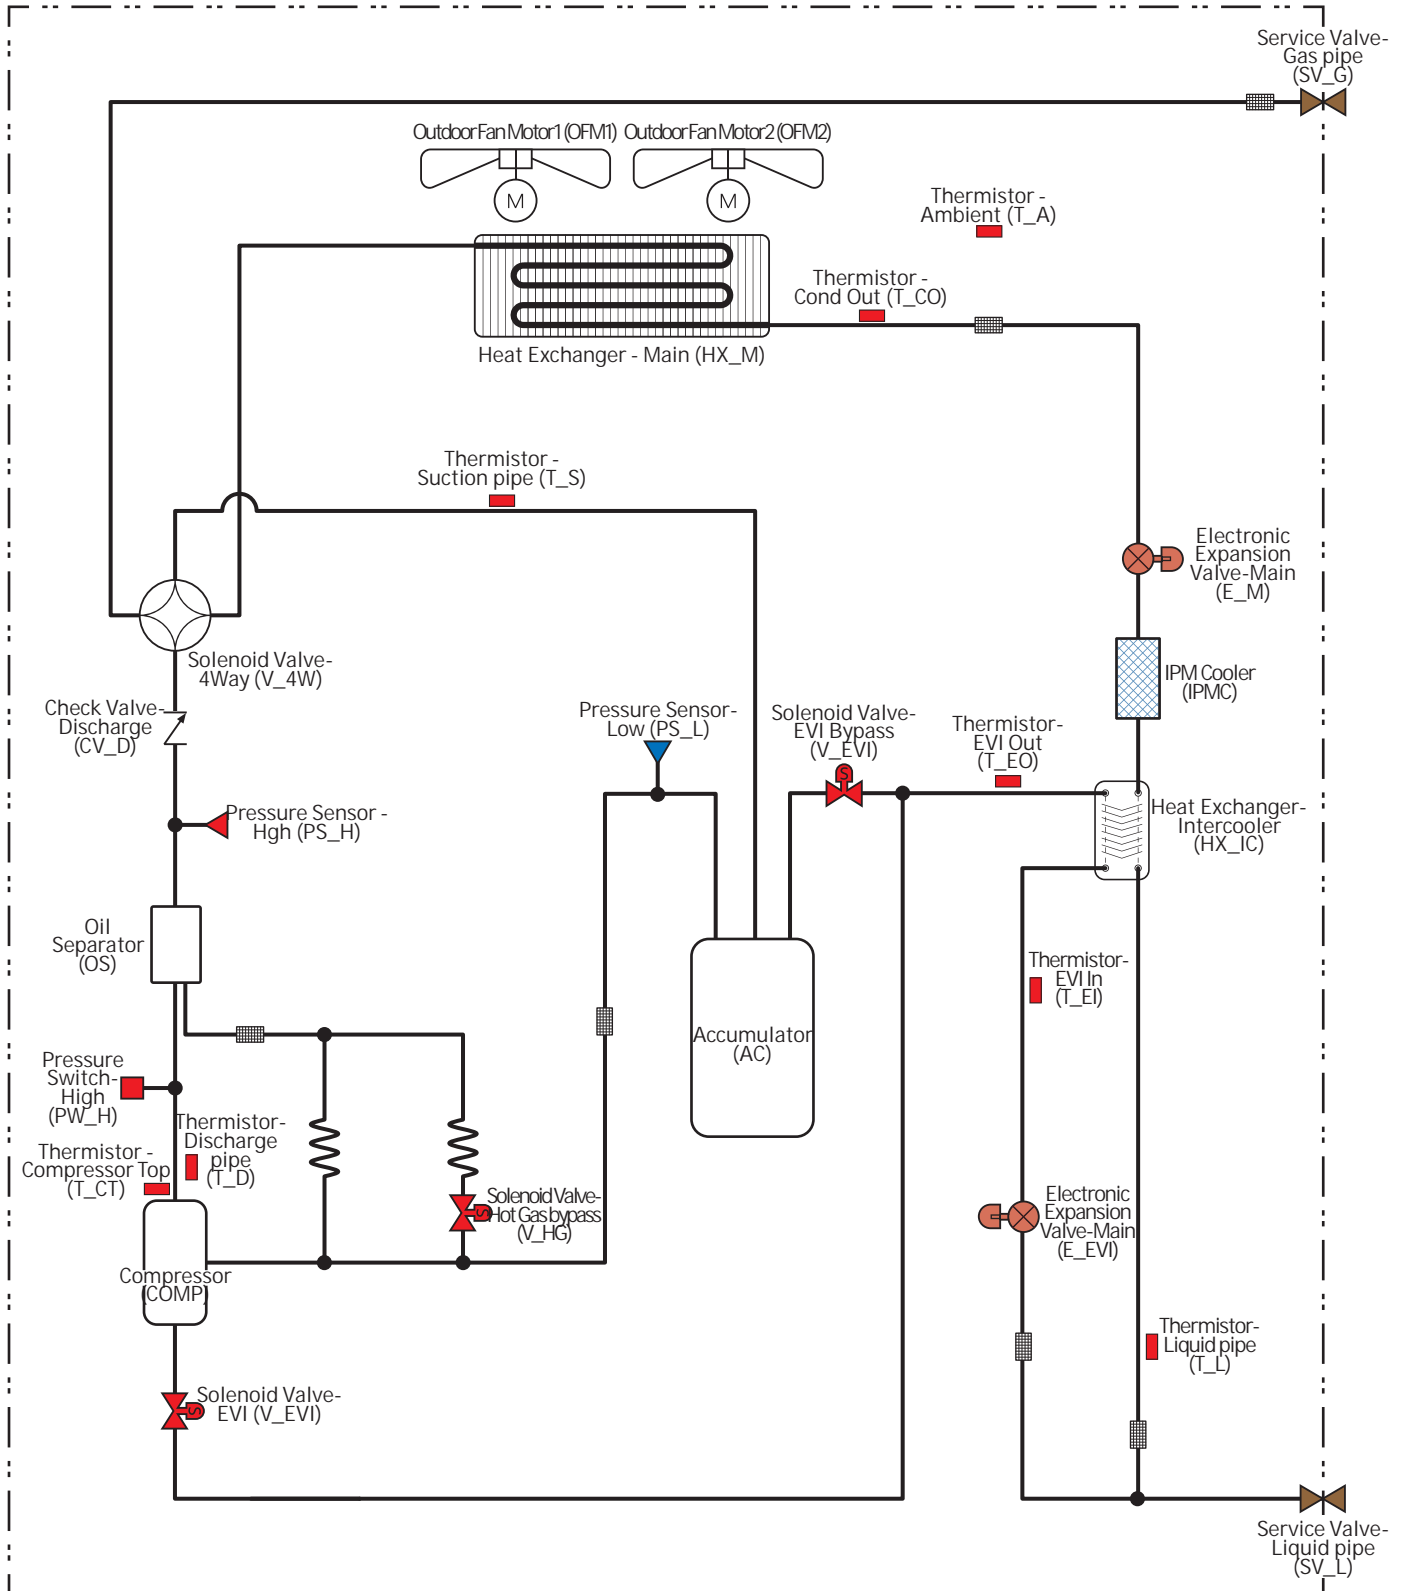 Service Valve-
Gas pipe
(SV_G)
Outdoor Fan Motor1 (OFM1)
Outdoor Fan Motor2 (OFM2)
M
M
Thermistor -
Ambient (T_A)
Thermistor -
Cond Out (T_CO)
Heat Exchanger - Main (HX_M)
Thermistor -
Suction pipe (T_S)
Electronic
Expansion
Valve-Main
(E_M)
Solenoid Valve-
4Way (V_4W)
IPM Cooler
(IPMC)
Check Valve-
Discharge
(CV_D)
Pressure Sensor-
Low (PS_L)
Solenoid Valve-
EVI Bypass
(V_EVI)
S
Thermistor-
EVI Out
(T_EO)
Pressure Sensor -
Hgh (PS_H)
Heat Exchanger-
Intercooler
(HX_IC)
Oil
Separator
(OS)
Thermistor-
EVI In
(T_EI)
Accumulator
(AC)
Pressure
Switch-
High
(PW_H)
Thermistor-
Discharge
pipe
(T_D)
Thermistor -
Compressor Top
(T_CT)
Solenoid Valve-
Hot Gas bypass
(V_HG)
S
Electronic
Expansion
Valve-Main
(E_EVI)
Compressor
(COMP)
Thermistor-
Liquid pipe
(T_L)
Solenoid Valve-
EVI (V_EVI)
S
Service Valve-
Liquid pipe
(SV_L)